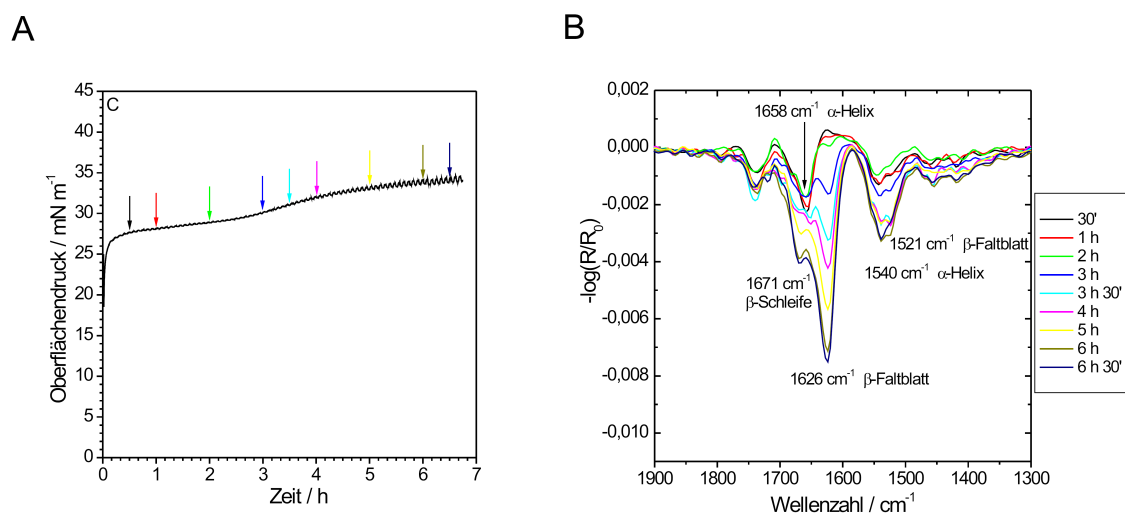 A
B
C
45
40
35
30
25
20
15
10
5
0
0 1 2 3 4 5 6 7
Oberflächendruck / mN m⁻¹
Zeit / h
0,002
0,000
-0,002
-0,004
-0,006
-0,008
-0,010
1900 1800 1700 1600 1500 1400 1300
-log(R/R₀)
Wellenzahl / cm⁻¹
1658 cm⁻¹ α-Helix
1521 cm⁻¹ β-Faltblatt
1540 cm⁻¹ α-Helix
1671 cm⁻¹
β-Schleife
1626 cm⁻¹ β-Faltblatt
30'
1 h
2 h
3 h
3 h 30'
4 h
5 h
6 h
6 h 30'